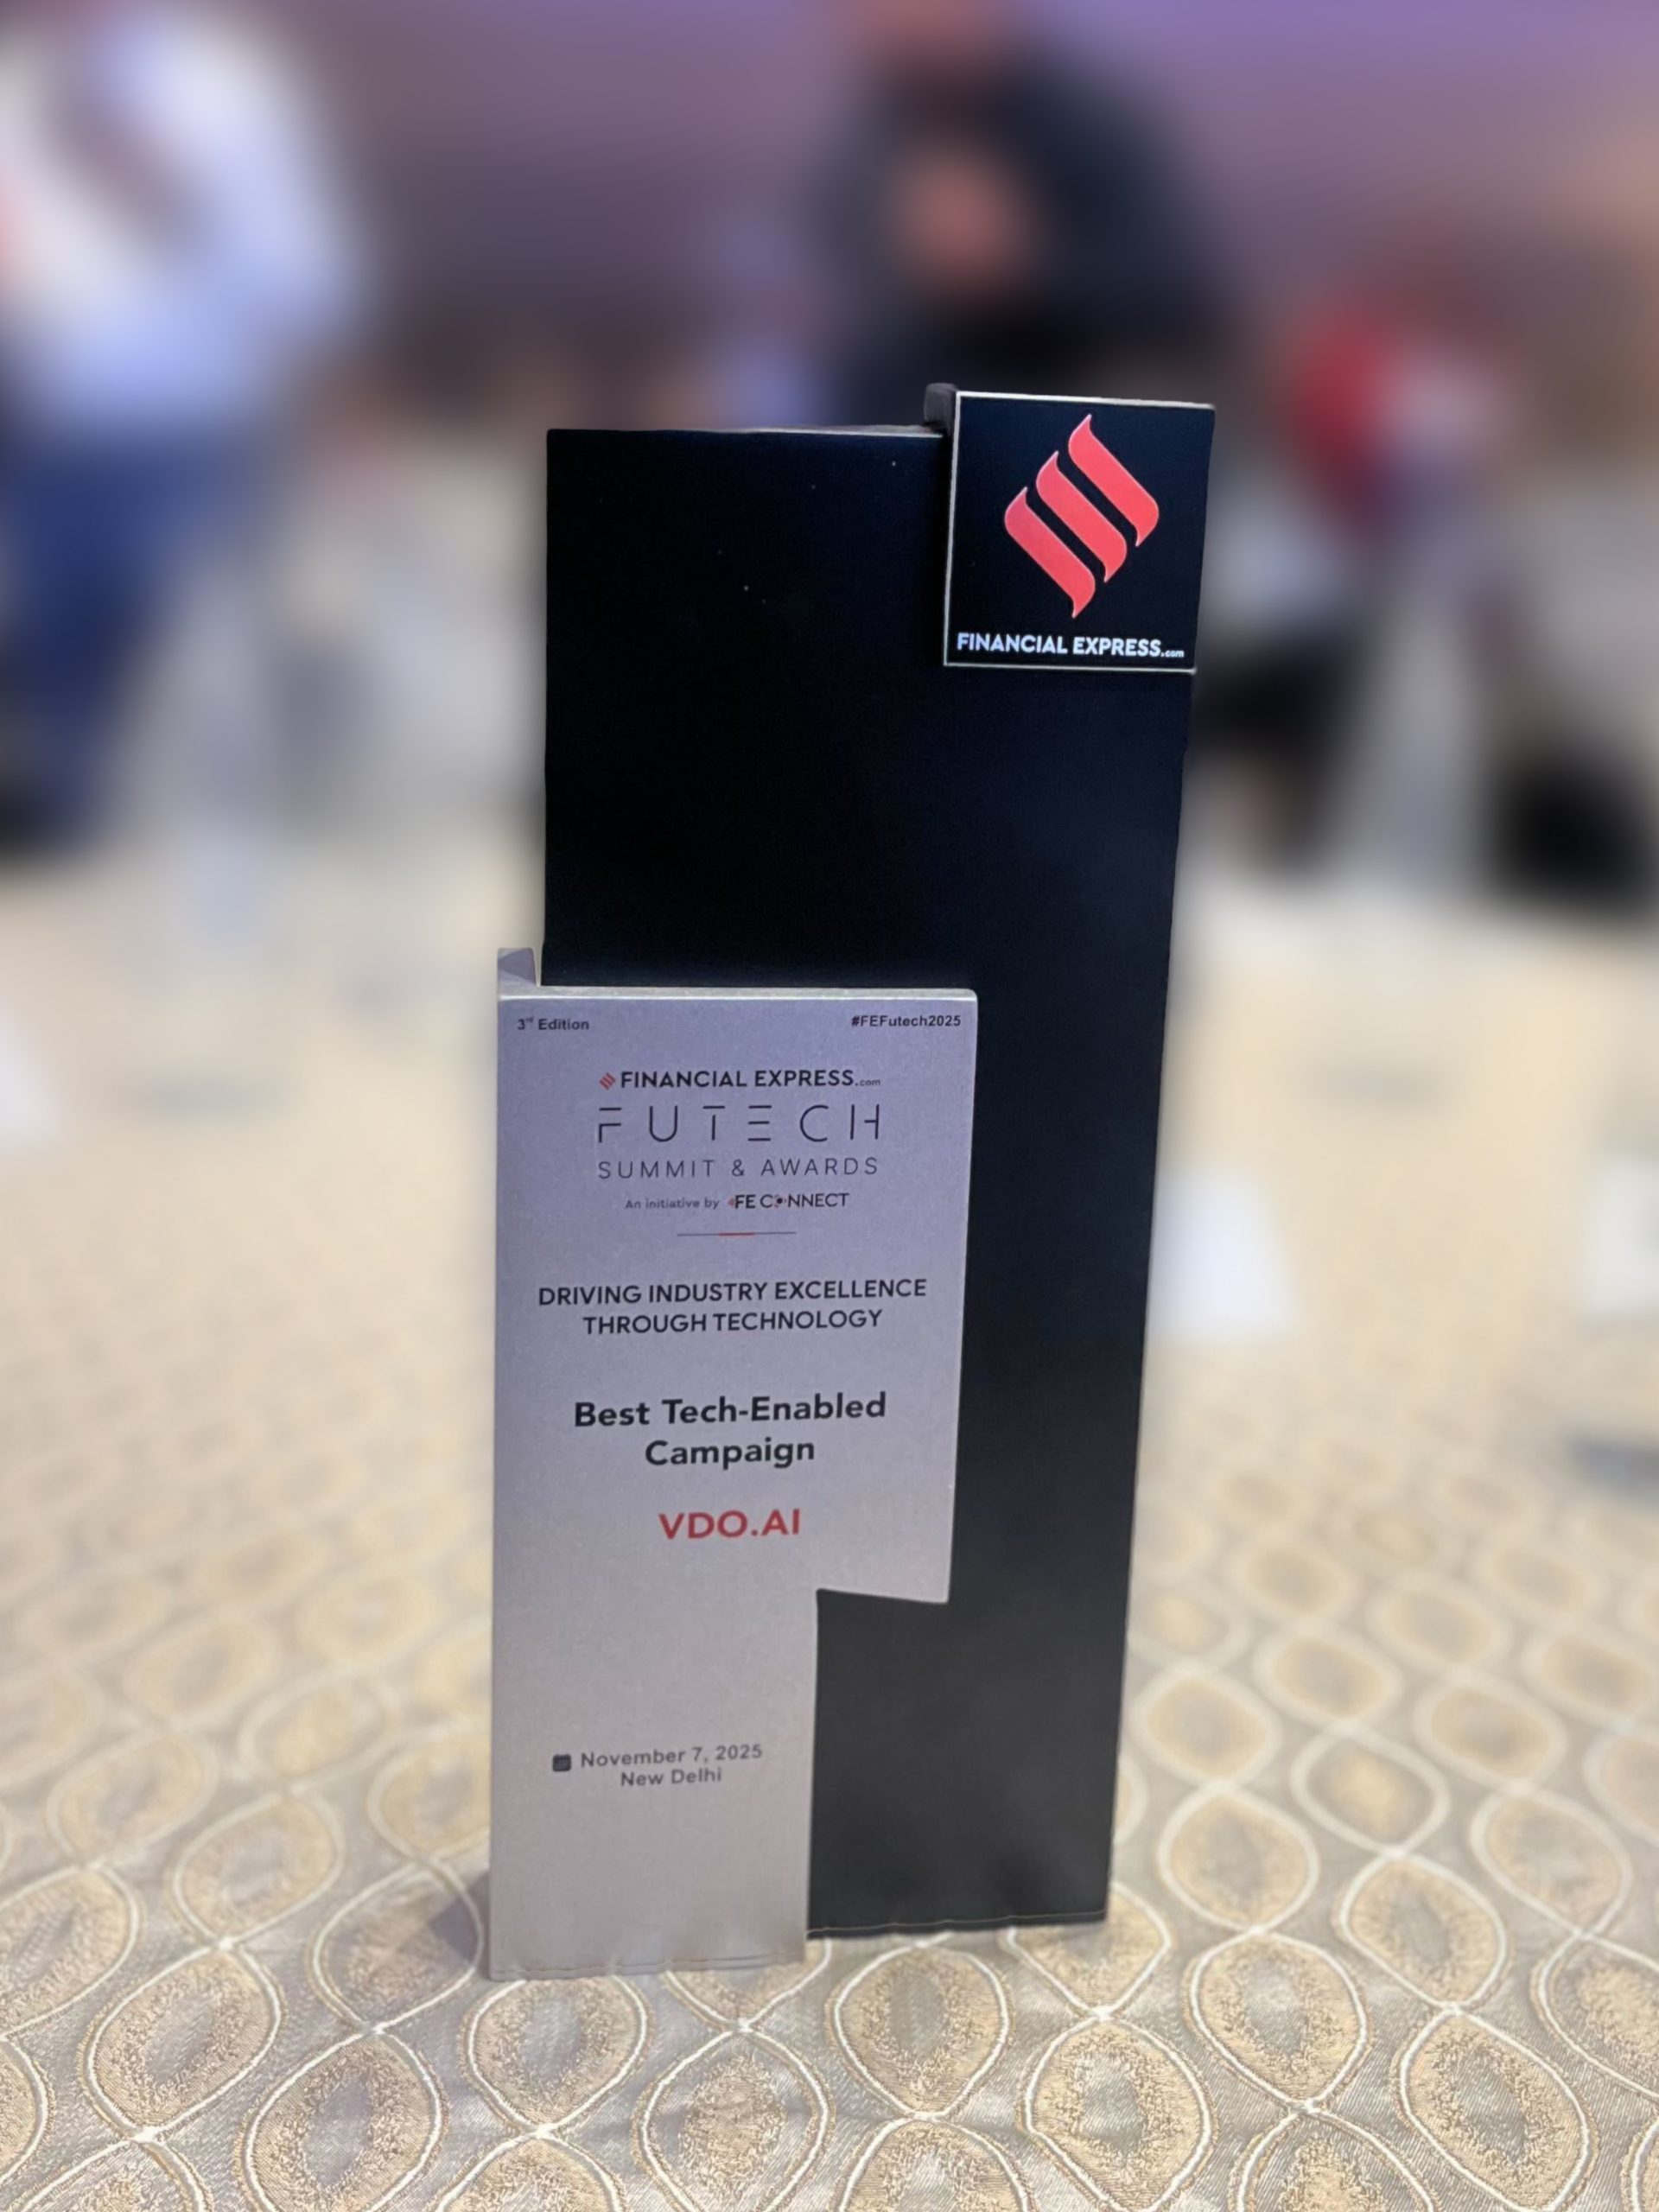 FINANCIAL EXPRESS.com
3rd Edition
#FEFutech2025
FINANCIAL EXPRESS.com
FUTECH
SUMMIT & AWARDS
An initiative by FE CONNECT
DRIVING INDUSTRY EXCELLENCE
THROUGH TECHNOLOGY
Best Tech-Enabled
Campaign
VDO.AI
November 7, 2025
New Delhi